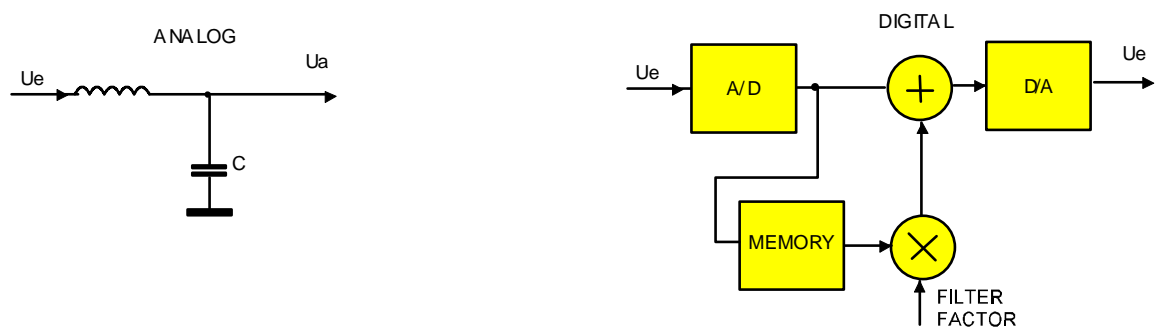 ANALOG
Ue
Ua
C
DIGITAL
Ue
A/D
+
D/A
Ue
MEMORY
×
FILTER
FACTOR